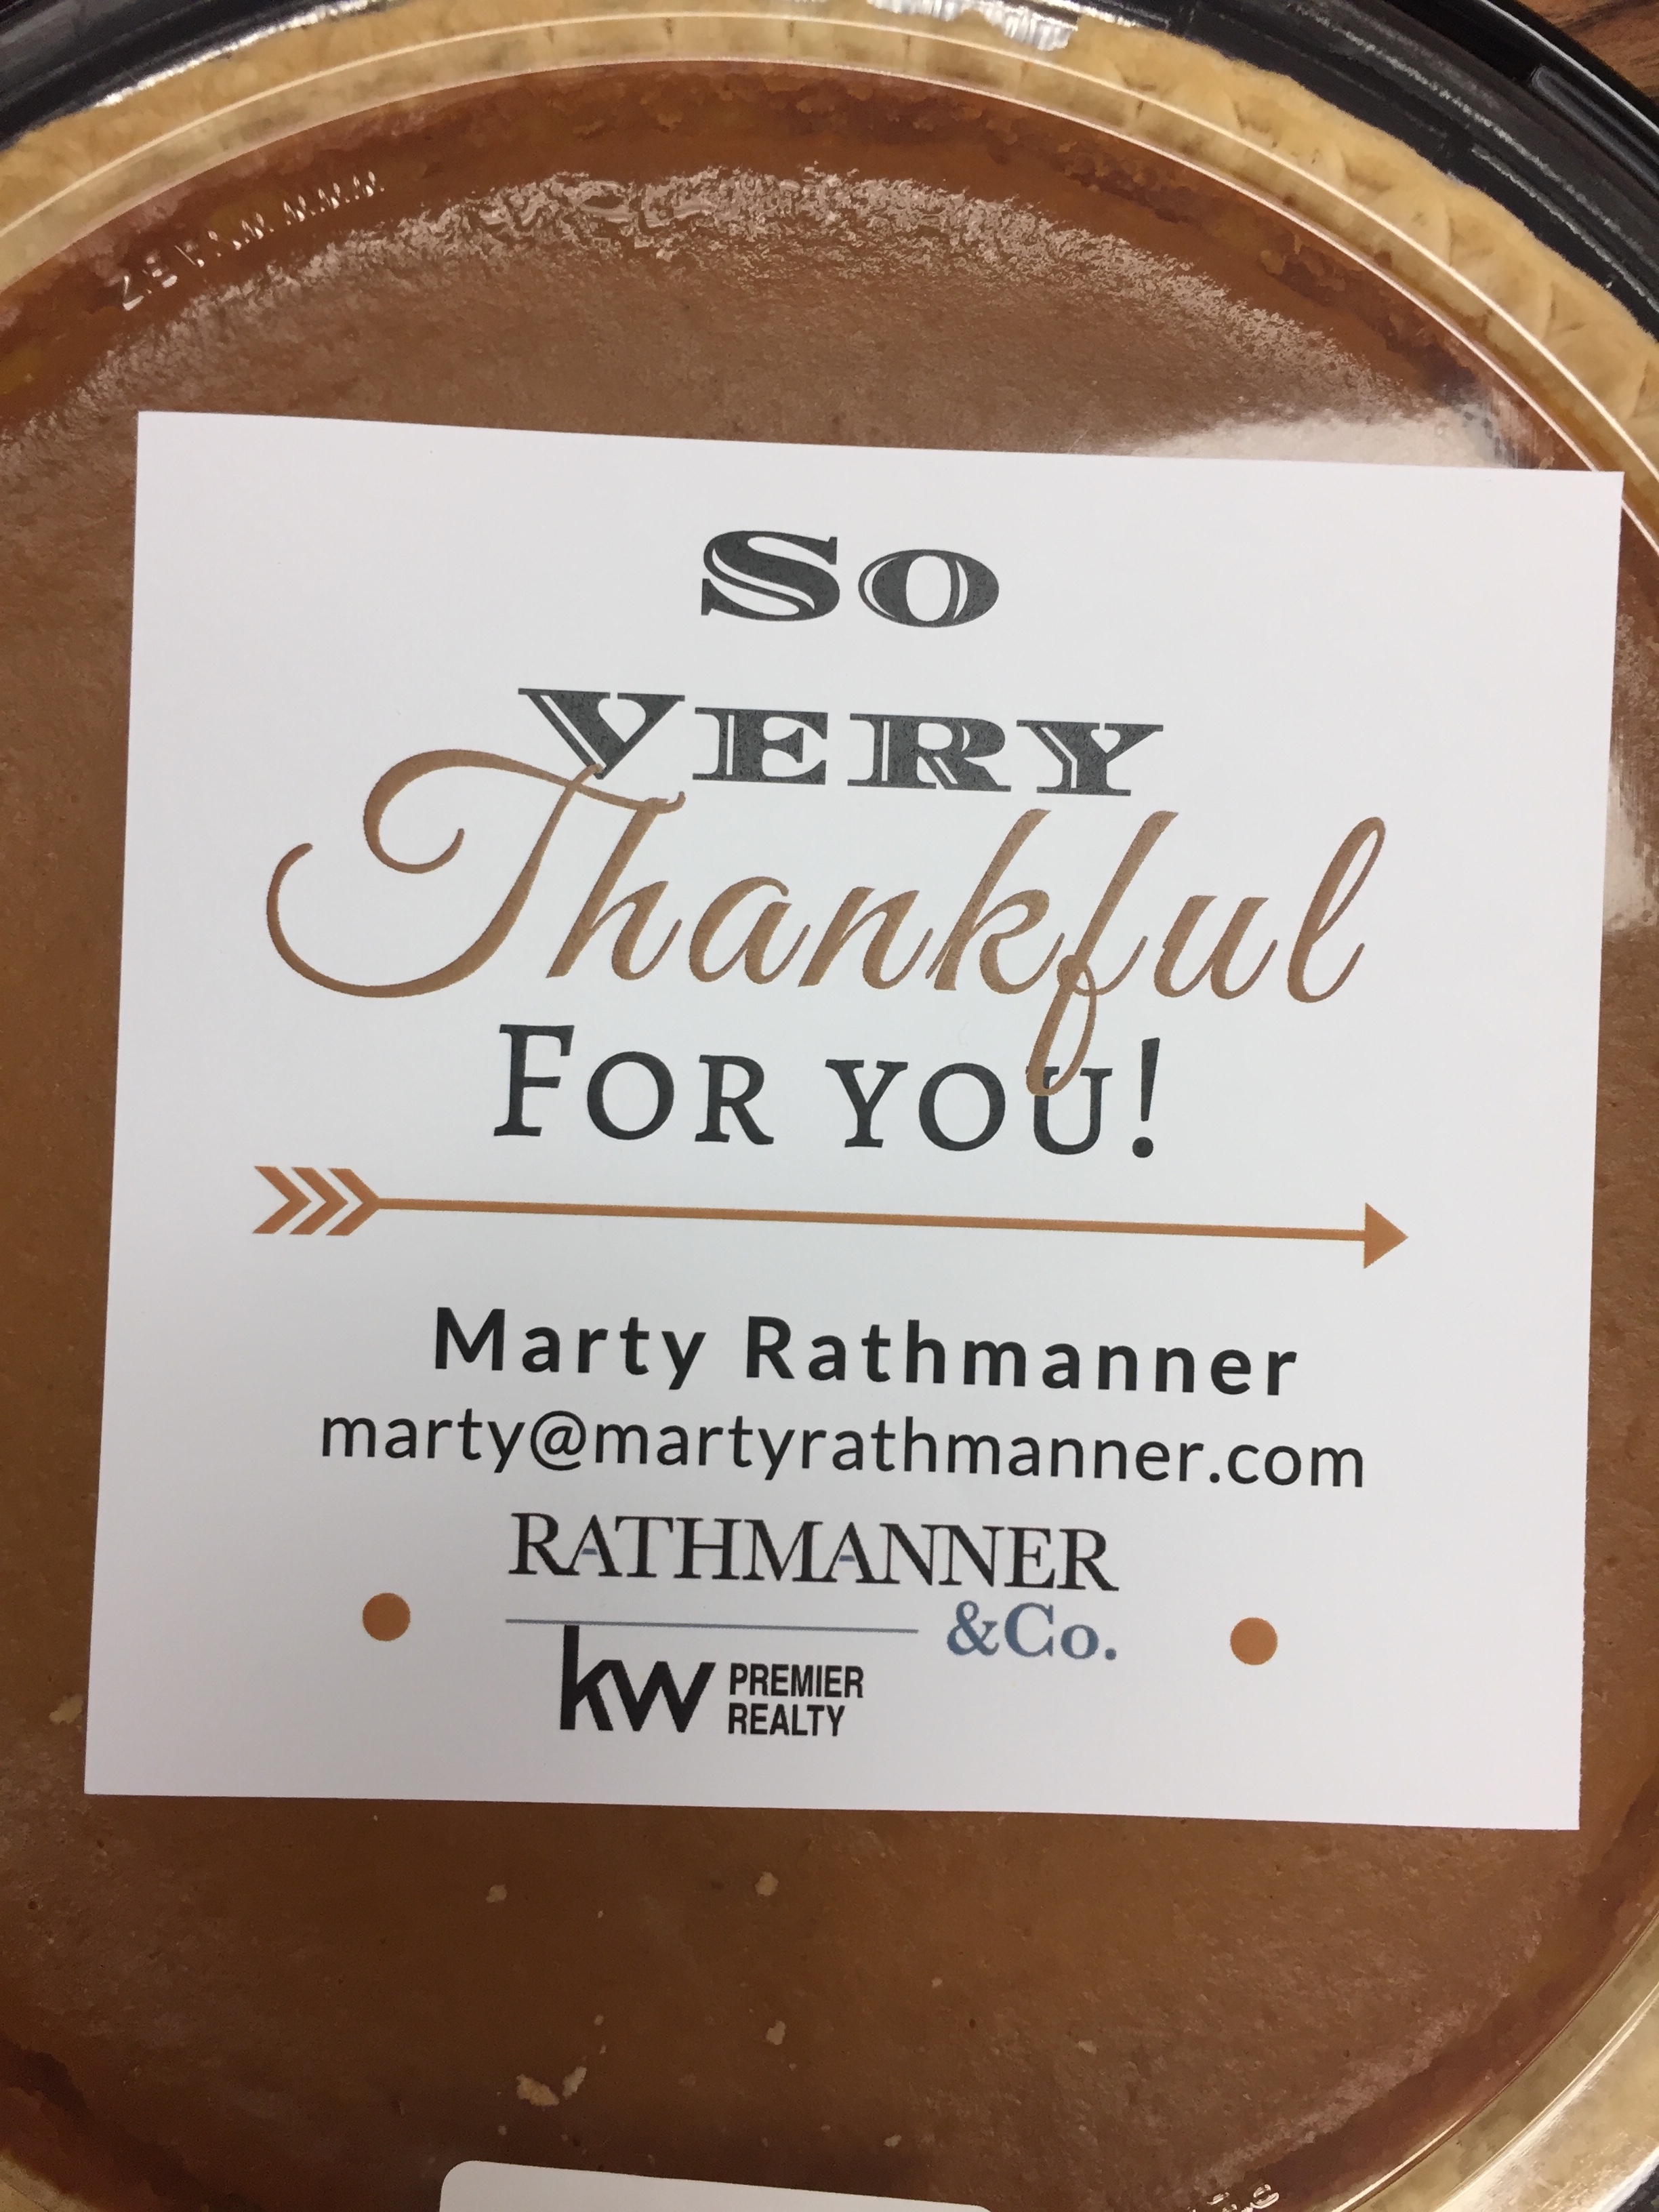 SO
VERY
Thankful
FOR YOU!
Marty Rathmanner
marty@martyrathmanner.com
RATHMANNER
&Co.
kw PREMIER
REALTY